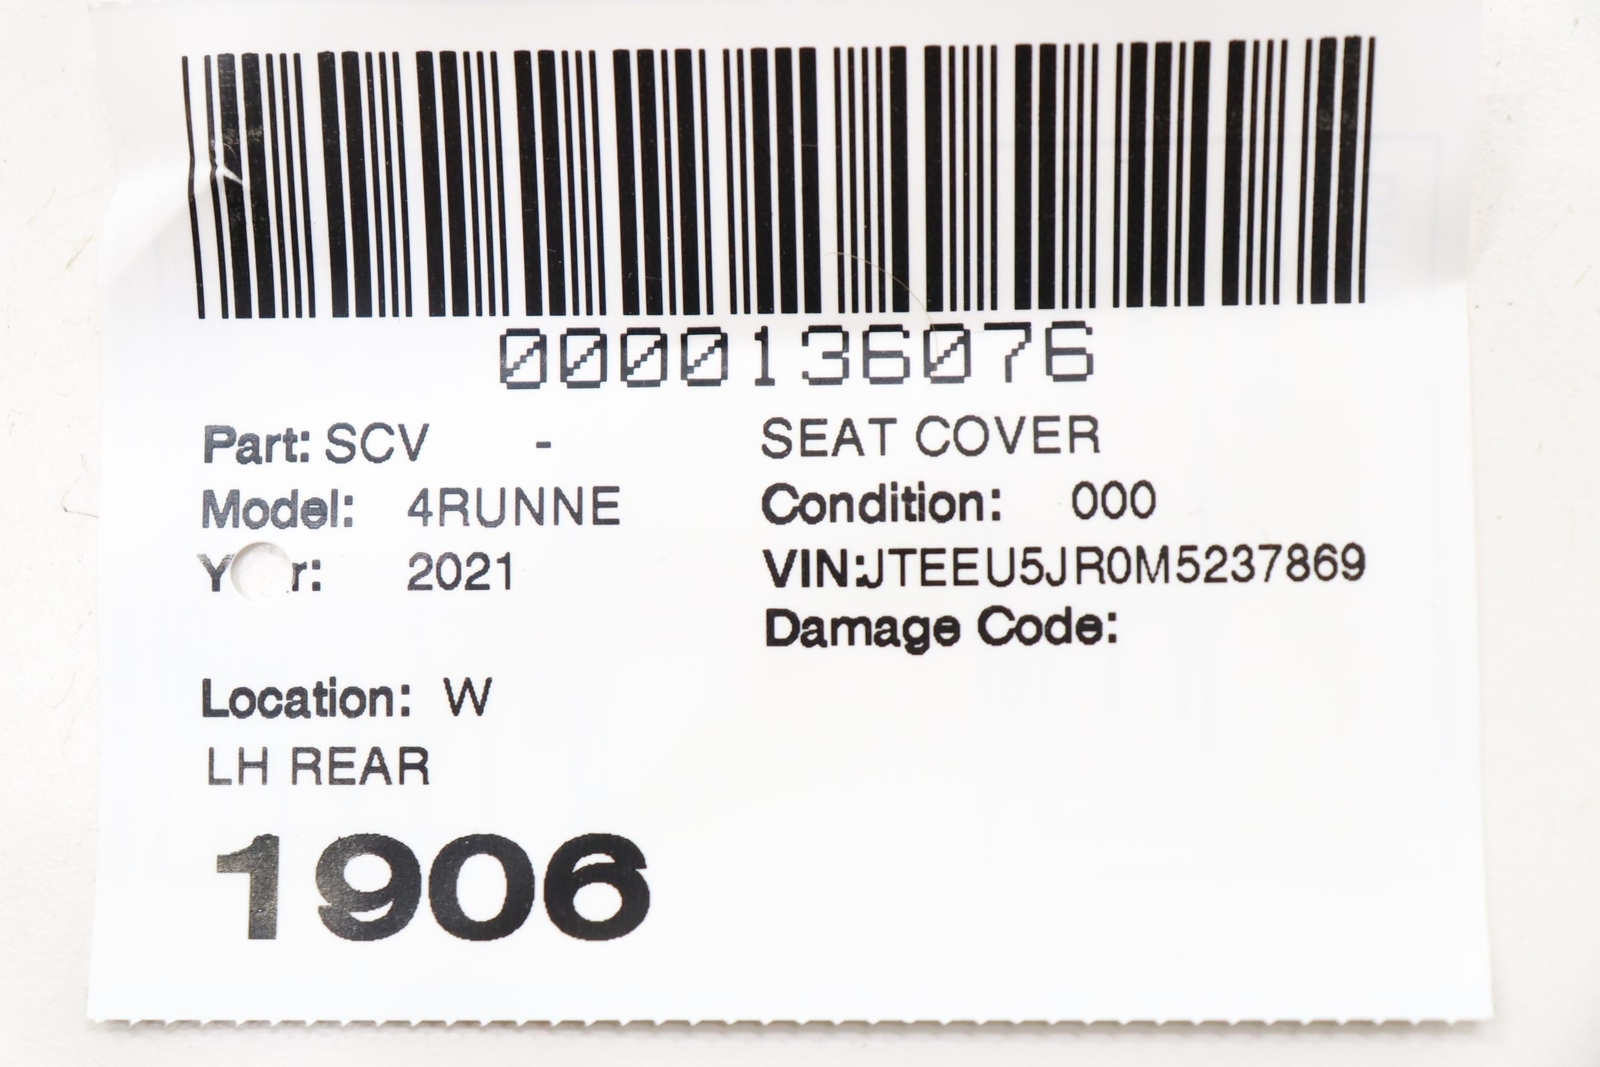 0000136076
Part: SCV - SEAT COVER
Model: 4RUNNE Condition: 000
Y r: 2021 VIN:JTEEU5JR0M5237869
Damage Code:
Location: W
LH REAR
1906